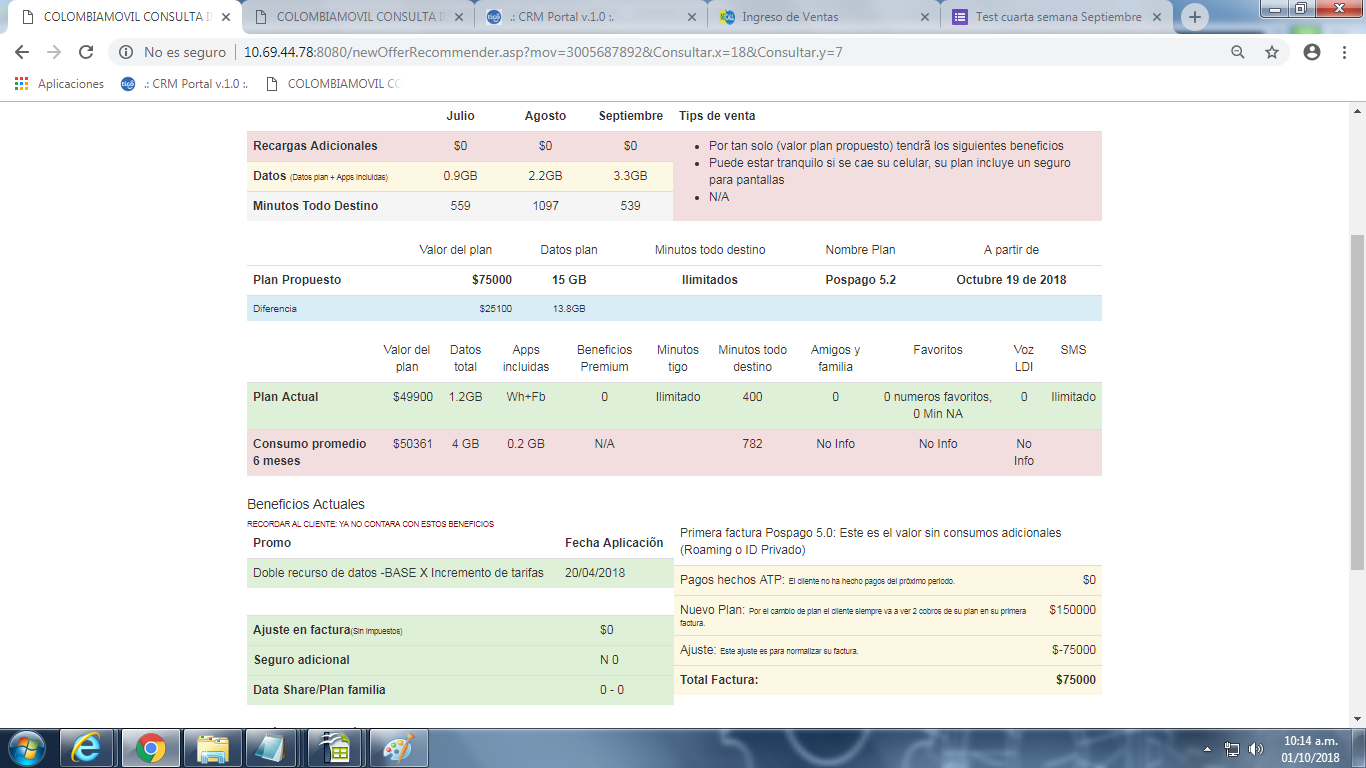 COLOMBIAMOVIL CONSULTA I
COLOMBIAMOVIL CONSULTA I
.: CRM Portal v.1.0 :.
Ingreso de Ventas
Test cuarta semana Septiembre
No es seguro
10.69.44.78:8080/newOfferRecommender.asp?mov=3005687892&Consultar.x=18&Consultar.y=7
Aplicaciones
.: CRM Portal v.1.0 :.
COLOMBIAMOVIL CO
Julio Agosto Septiembre Tips de venta
Recargas Adicionales $0 $0 $0
Datos (Datos plan + Apps Incluidas) 0.9GB 2.2GB 3.3GB
Minutos Todo Destino 559 1097 539
• Por tan solo (valor plan propuesto) tendrã los siguientes beneficios
• Puede estar tranquilo si se cae su celular, su plan incluye un seguro
para pantallas
• N/A
Valor del plan Datos plan Minutos todo destino Nombre Plan A partir de
Plan Propuesto $75000 15 GB Ilimitados Pospago 5.2 Octubre 19 de 2018
Diferencia $25100 13.8GB
Valor del Datos Apps Beneficios Minutos Minutos todo Amigos y Favoritos Voz SMS
plan total incluidas Premium tigo destino familia LDI
Plan Actual $49900 1.2GB Wh+Fb 0 Ilimitado 400 0 0 numeros favoritos, 0 Ilimitado
0 Min NA
Consumo promedio $50361 4 GB 0.2 GB N/A 782 No Info No Info No
6 meses Info
Beneficios Actuales
RECORDAR AL CLIENTE: YA NO CONTARA CON ESTOS BENEFICIOS
Promo Fecha Aplicaciõn
Doble recurso de datos -BASE X Incremento de tarifas 20/04/2018
Ajuste en factura(Sin impuestos) $0
Seguro adicional N 0
Data Share/Plan familia 0 - 0
Primera factura Pospago 5.0: Este es el valor sin consumos adicionales
(Roaming o ID Privado)
Pagos hechos ATP: El cliente no ha hecho pagos del próximo periodo. $0
Nuevo Plan: Por el cambio de plan el cliente siempre va a ver 2 cobros de su plan en su primera $150000
factura.
Ajuste: Este ajuste es para normalizar su factura. $-75000
Total Factura: $75000
10:14 a.m.
01/10/2018